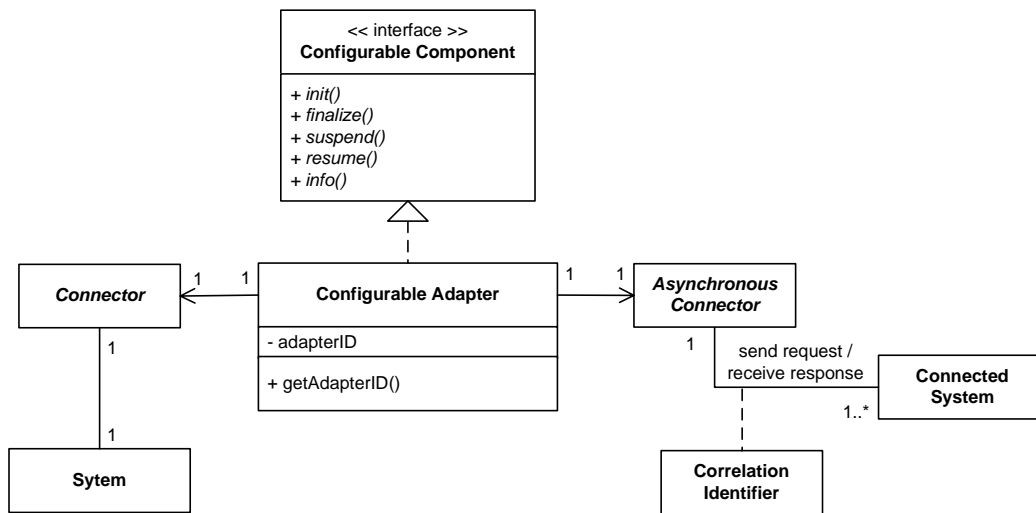 << interface >>
Configurable Component
+ init()
+ finalize()
+ suspend()
+ resume()
+ info()
Connector
1
1
Configurable Adapter
- adapterID
+ getAdapterID()
1
1
Asynchronous
Connector
1
1
Sytem
1
send request /
receive response
1..*
Connected
System
Correlation
Identifier